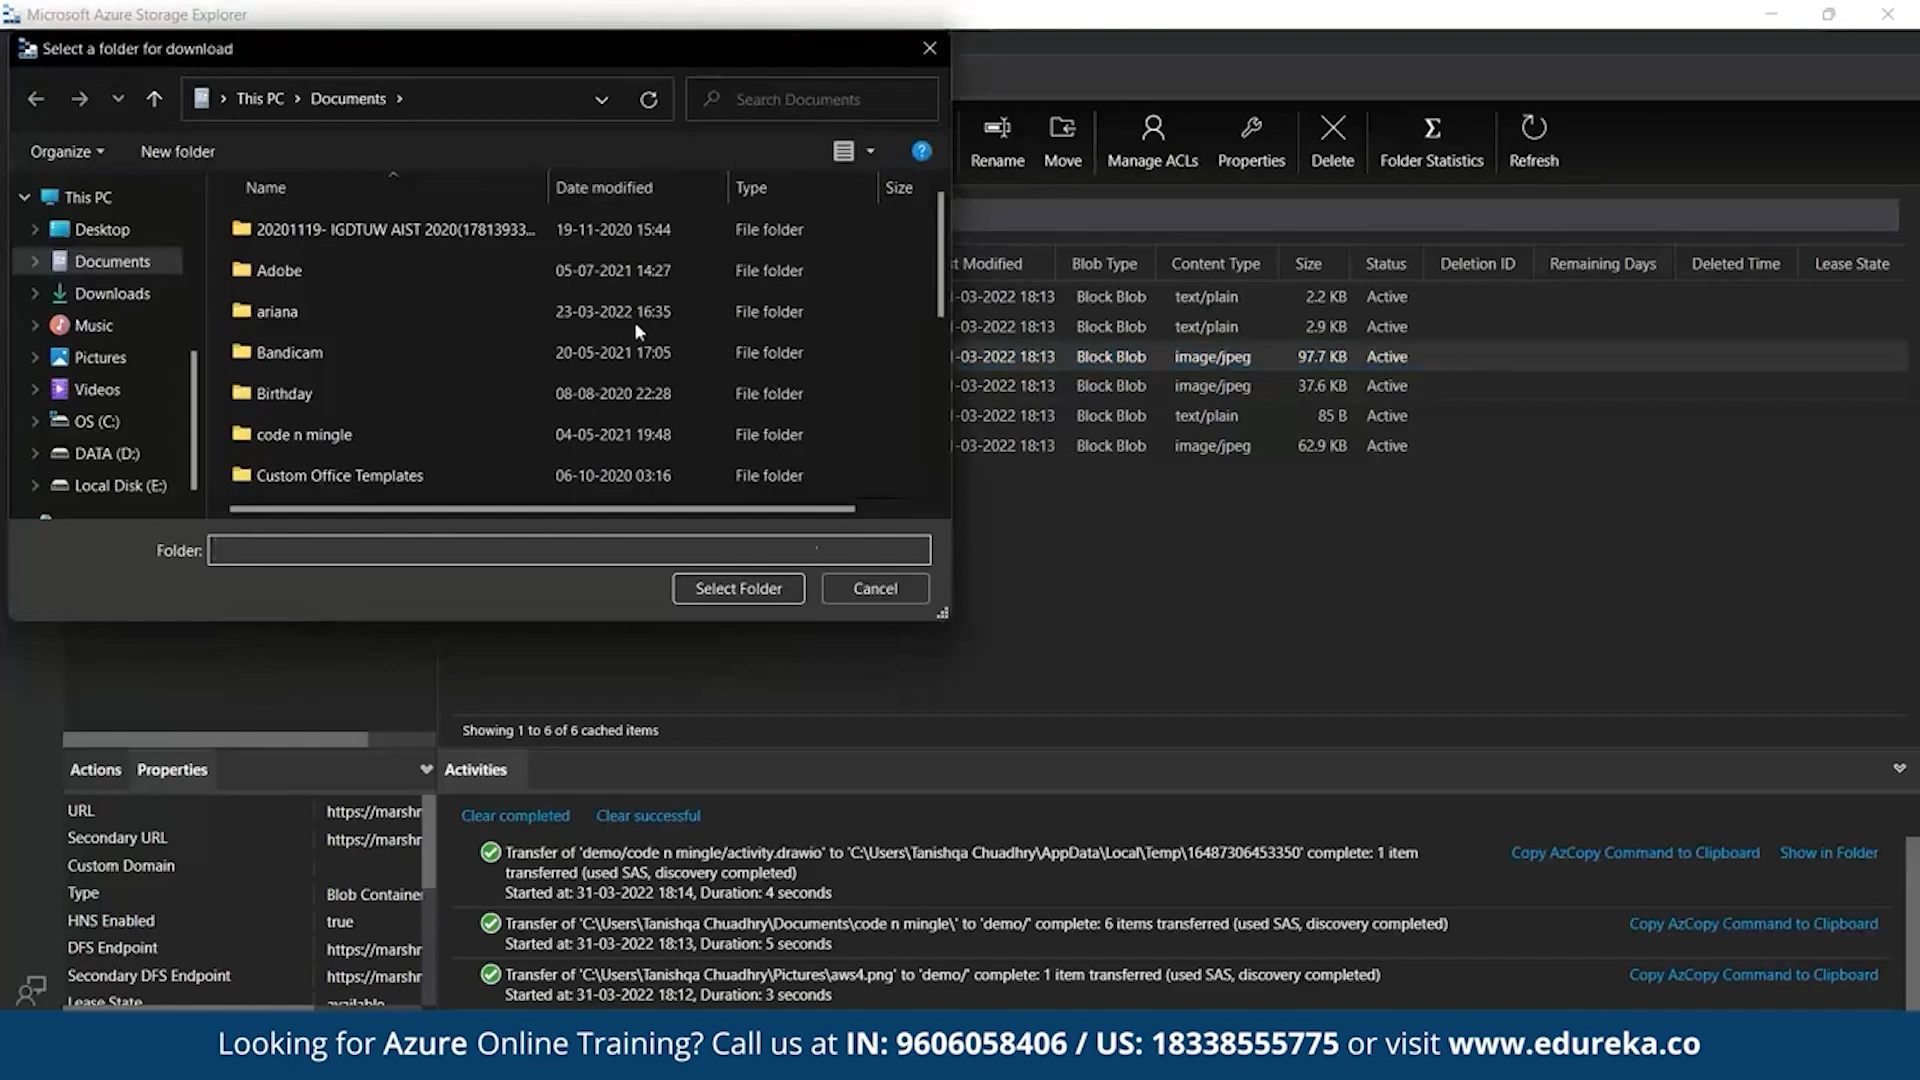 Microsoft Azure Storage Explorer
Select a folder for download
This PC > Documents >
Search Documents
Organize
New folder
Rename
Move
Manage ACLs
Properties
Delete
Folder Statistics
Refresh
Name
Date modified
Type
Size
This PC
Desktop
Documents
Downloads
Music
Pictures
Videos
OS (C:)
DATA (D:)
Local Disk (E:)
20201119- IGDTUW AIST 2020(17813933... 19-11-2020 15:44 File folder
Adobe 05-07-2021 14:27 File folder
ariana 23-03-2022 16:35 File folder
Bandicam 20-05-2021 17:05 File folder
Birthday 08-08-2020 22:28 File folder
code n mingle 04-05-2021 19:48 File folder
Custom Office Templates 06-10-2020 03:16 File folder
Folder:
Select Folder
Cancel
t Modified Blob Type Content Type Size Status Deletion ID Remaining Days Deleted Time Lease State
-03-2022 18:13 Block Blob text/plain 2.2 KB Active
-03-2022 18:13 Block Blob text/plain 2.9 KB Active
-03-2022 18:13 Block Blob image/jpeg 97.7 KB Active
-03-2022 18:13 Block Blob image/jpeg 37.6 KB Active
-03-2022 18:13 Block Blob text/plain 85 B Active
-03-2022 18:13 Block Blob image/jpeg 62.9 KB Active
Showing 1 to 6 of 6 cached items
Actions
Properties
URL https://marshr
Secondary URL https://marshr
Custom Domain
Type Blob Container
HNS Enabled true
DFS Endpoint https://marshr
Secondary DFS Endpoint https://marshr
Lease State available
Activities
Clear completed
Clear successful
Transfer of 'demo/code n mingle/activity.drawio' to 'C:\Users\Tanishqa Chuadhry\AppData\Local\Temp\16487306453350' complete: 1 item
transferred (used SAS, discovery completed)
Started at: 31-03-2022 18:14, Duration: 4 seconds
Copy AzCopy Command to Clipboard
Show in Folder
Transfer of 'C:\Users\Tanishqa Chuadhry\Documents\code n mingle\' to 'demo/' complete: 6 items transferred (used SAS, discovery completed)
Started at: 31-03-2022 18:13, Duration: 5 seconds
Copy AzCopy Command to Clipboard
Transfer of 'C:\Users\Tanishqa Chuadhry\Pictures\aws4.png' to 'demo/' complete: 1 item transferred (used SAS, discovery completed)
Started at: 31-03-2022 18:12, Duration: 3 seconds
Copy AzCopy Command to Clipboard
Looking for Azure Online Training? Call us at IN: 9606058406 / US: 18338555775 or visit www.edureka.co